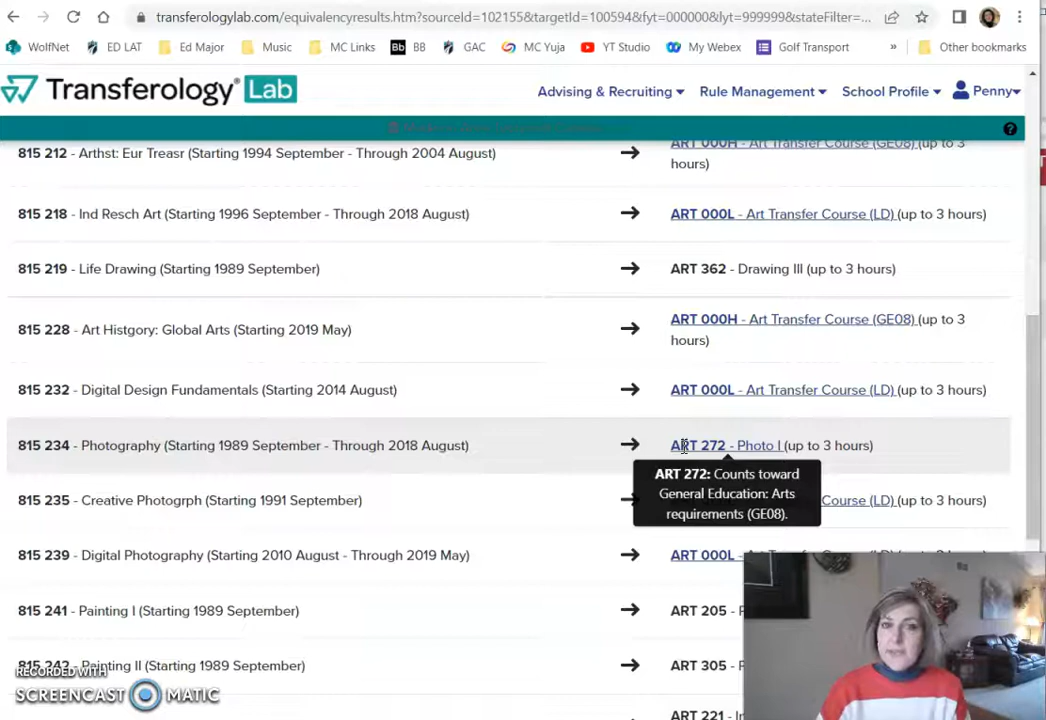 transferologylab.com/equivalencyresults.htm?sourceId=102155&targetId=100594&fyt=000000&lyt=999999&stateFilter=...
WolfNet ED LAT Ed Major Music MC Links Bb BB GAC MC Yuja YT Studio My Webex Golf Transport » Other bookmarks
Transferology® Lab Advising & Recruiting Rule Management School Profile Penny
?
815 212 - Arthst: Eur Treasr (Starting 1994 September - Through 2004 August) → ART 000H - Art Transfer Course (GE08) (up to 3
hours)
815 218 - Ind Resch Art (Starting 1996 September - Through 2018 August) → ART 000L - Art Transfer Course (LD) (up to 3 hours)
815 219 - Life Drawing (Starting 1989 September) → ART 362 - Drawing III (up to 3 hours)
815 228 - Art Histgory: Global Arts (Starting 2019 May) → ART 000H - Art Transfer Course (GE08) (up to 3
hours)
815 232 - Digital Design Fundamentals (Starting 2014 August) → ART 000L - Art Transfer Course (LD) (up to 3 hours)
815 234 - Photography (Starting 1989 September - Through 2018 August) → ART 272 - Photo I (up to 3 hours)
ART 272: Counts toward
General Education: Arts
requirements (GE08).
815 235 - Creative Photogrph (Starting 1991 September) Course (LD) (up to 3 hours)
815 239 - Digital Photography (Starting 2010 August - Through 2019 May) → ART 000L -
815 241 - Painting I (Starting 1989 September) → ART 205 -
815 242 - Painting II (Starting 1989 September) → ART 305 -
ART 221 -
RECORDED WITH
SCREENCAST MATIC